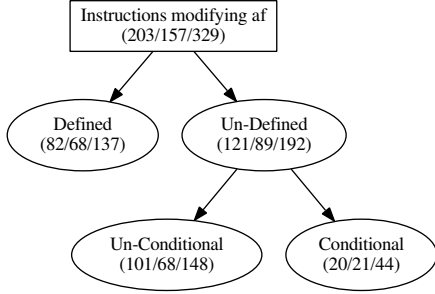 Instructions modifying af
(203/157/329)
Defined
(82/68/137)
Un-Defined
(121/89/192)
Un-Conditional
(101/68/148)
Conditional
(20/21/44)